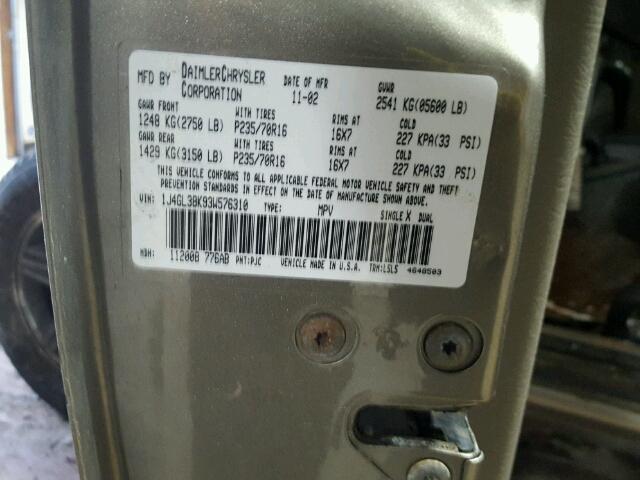 MFD BY DAIMLERCHRYSLER CORPORATION DATE OF MFR 11-02 GVWR 2541 KG(05600 LB)
GAWR FRONT WITH TIRES RIMS AT COLD
1248 KG(2750 LB) P235/70R16 16X7 227 KPA(33 PSI)
GAWR REAR WITH TIRES RIMS AT COLD
1429 KG(3150 LB) P235/70R16 16X7 227 KPA(33 PSI)
THIS VEHICLE CONFORMS TO ALL APPLICABLE FEDERAL MOTOR VEHICLE SAFETY AND THEFT
PREVENTION STANDARDS IN EFFECT ON THE DATE OF MANUFACTURE SHOWN ABOVE.
VIN: 1J4GL38K93W576310 TYPE: MPV SINGLE X DUAL
MDH: 112008 776AB PNT:PJC VEHICLE MADE IN U.S.A. TRM:LSLS 4648503